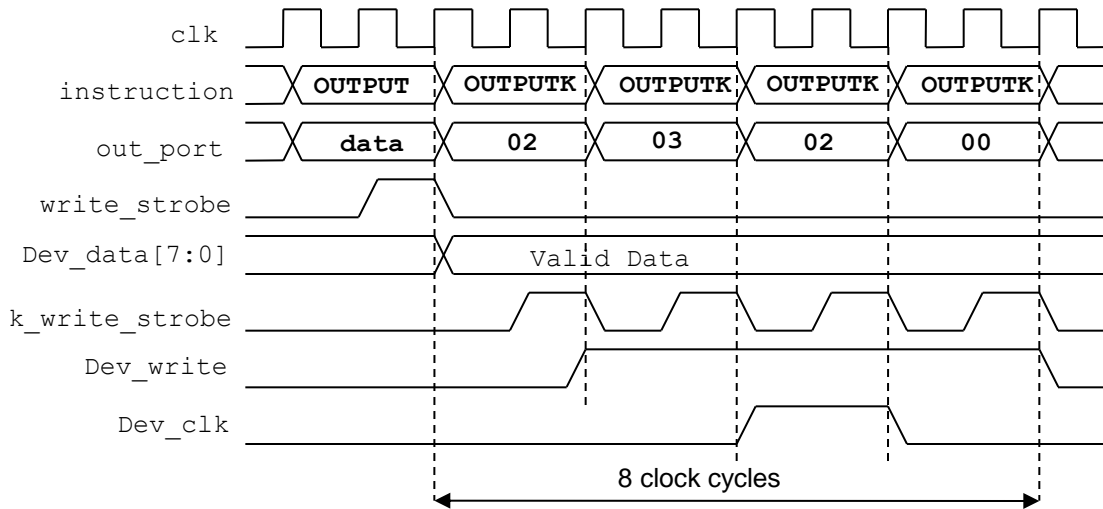 clk
instruction OUTPUT OUTPUTK OUTPUTK OUTPUTK OUTPUTK
out_port data 02 03 02 00
write_strobe
Dev_data[7:0] Valid Data
k_write_strobe
Dev_write
Dev_clk
8 clock cycles